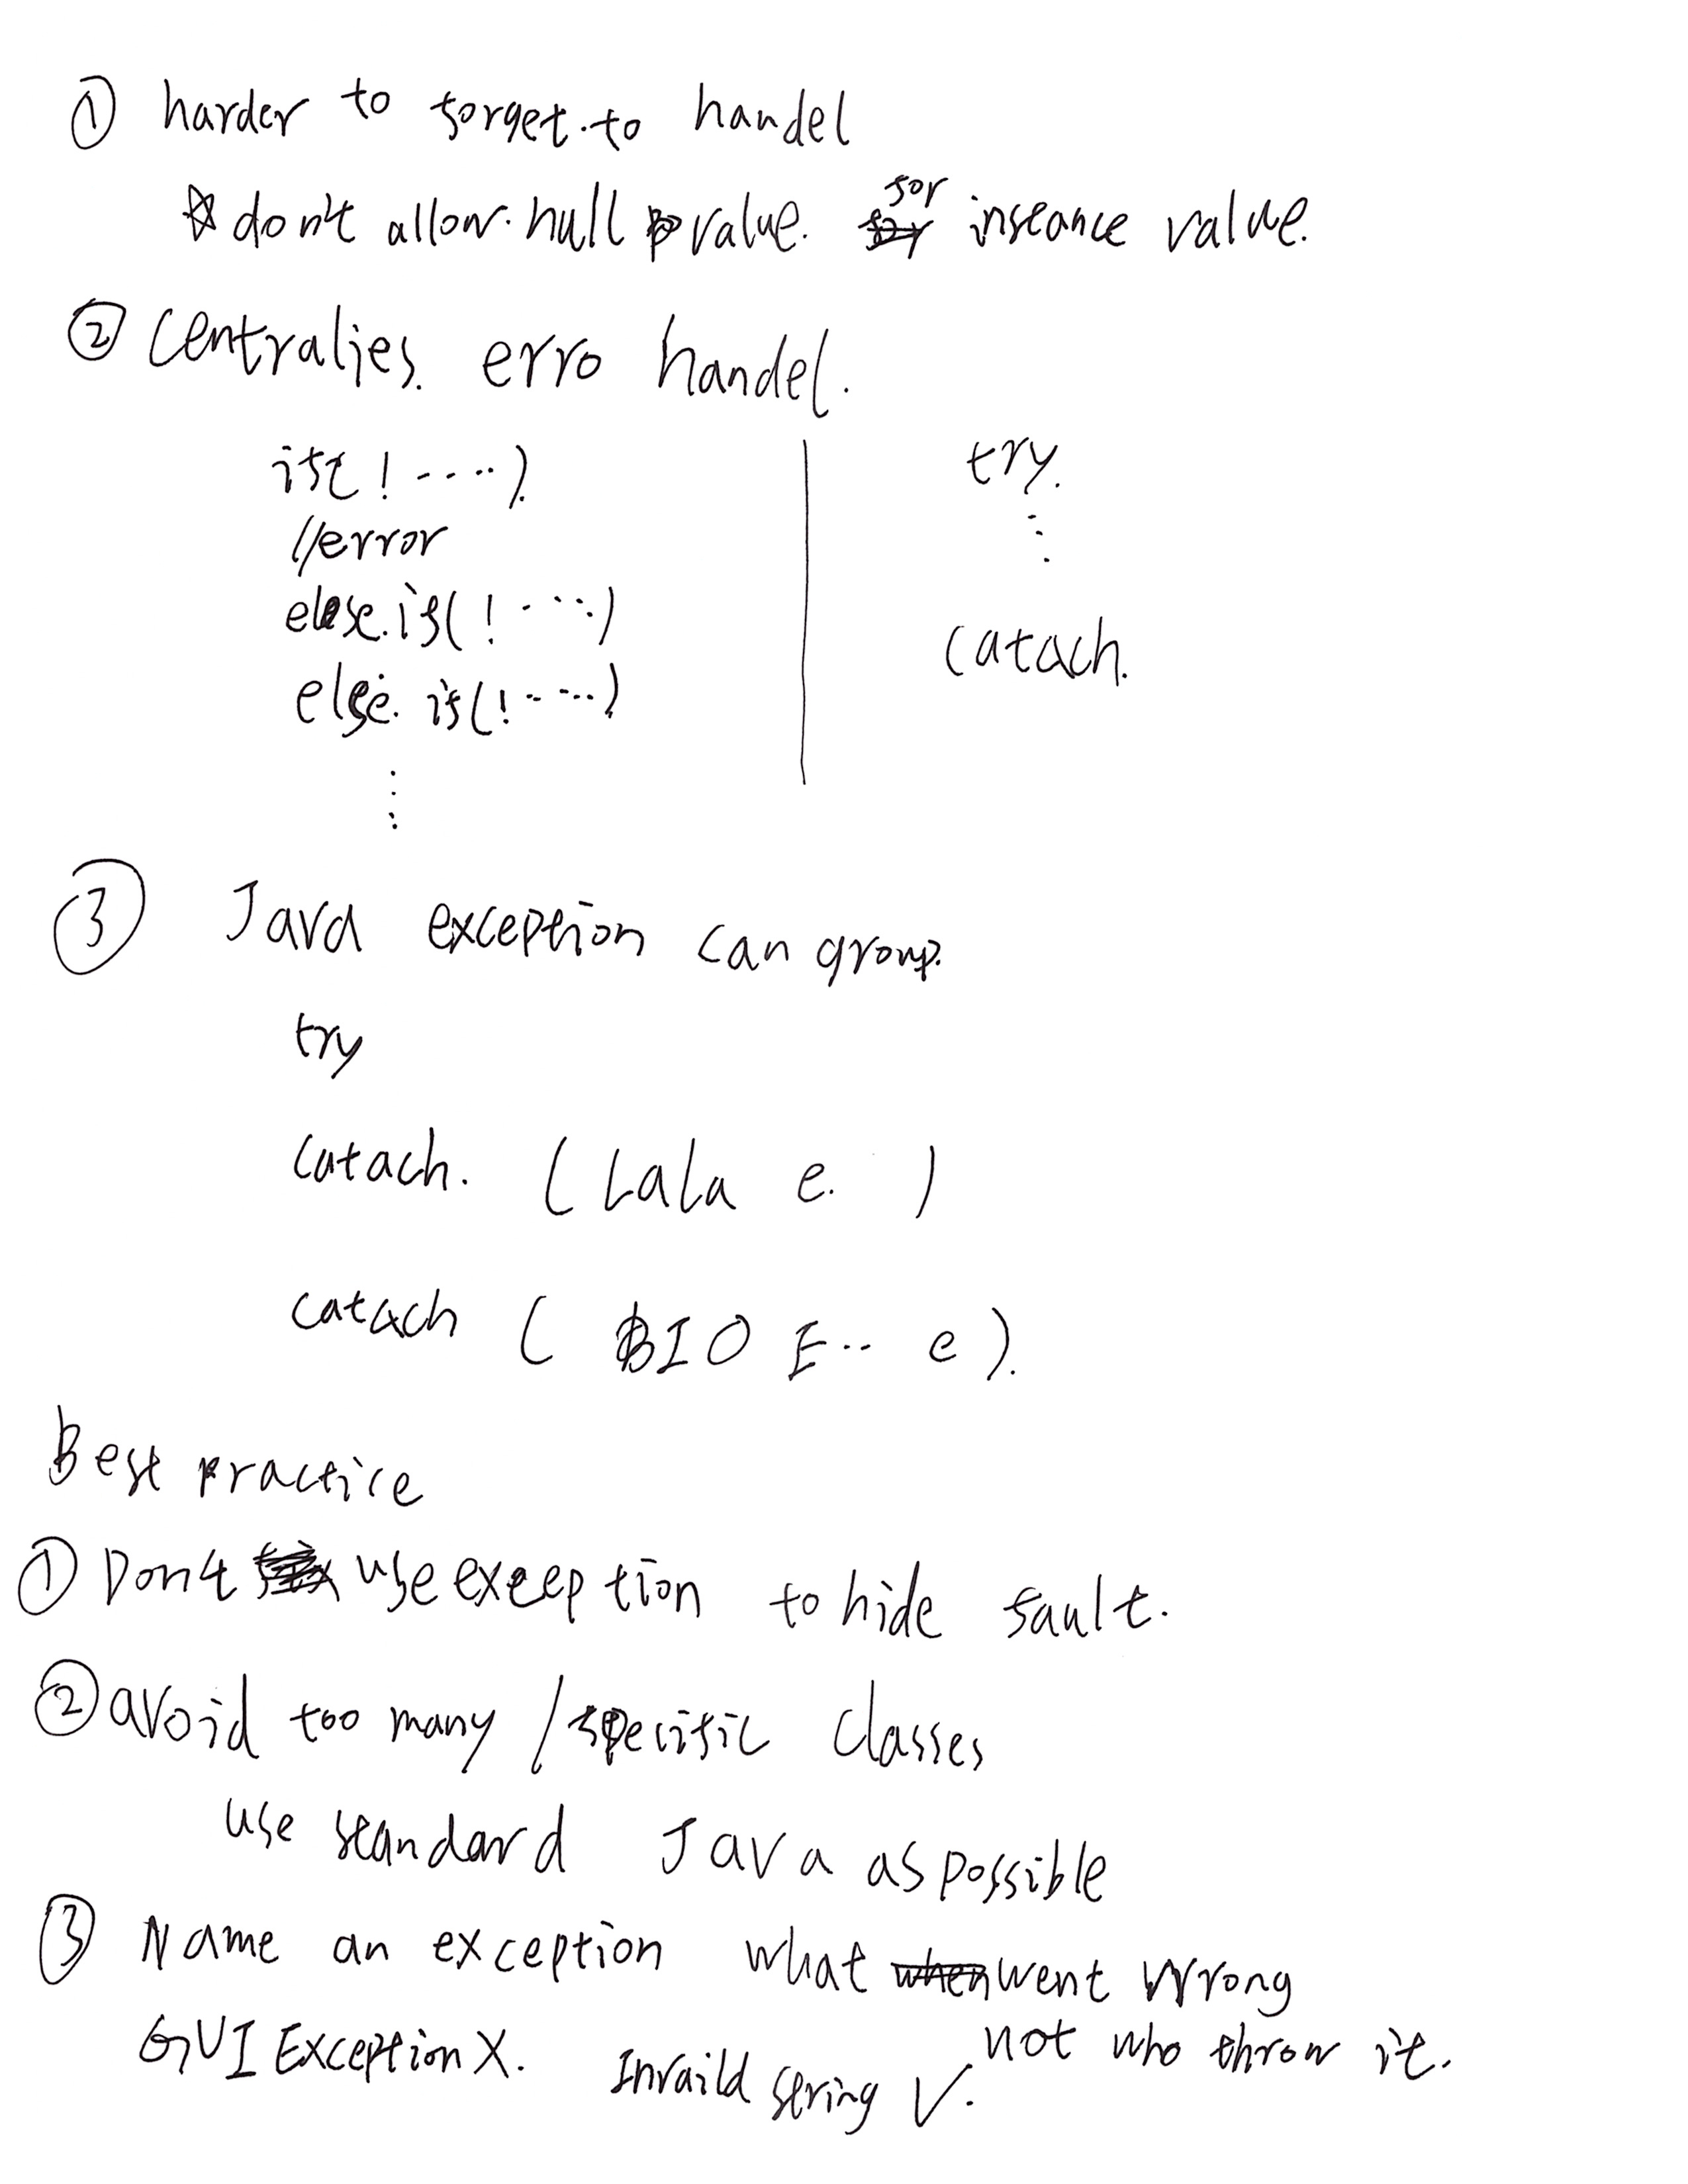 ① harder to forget to handel
☆ don't allow null value. for instance value.
② Centralies erro handel.
if( ! ....)
//error
else if( ! ....)
else if( ! ....)
⋮
try.
⋮
catach.
③ Java exception can group.
try
catach. (Lala e. )
catach ( BIO E.. e ).
Best practice
① Don't use exception to hide fault.
② avoid too many / specific classes
use standard Java as possible
③ Name an exception what went wrong
not who throw it.
GUI Exception X. Invaild string √.